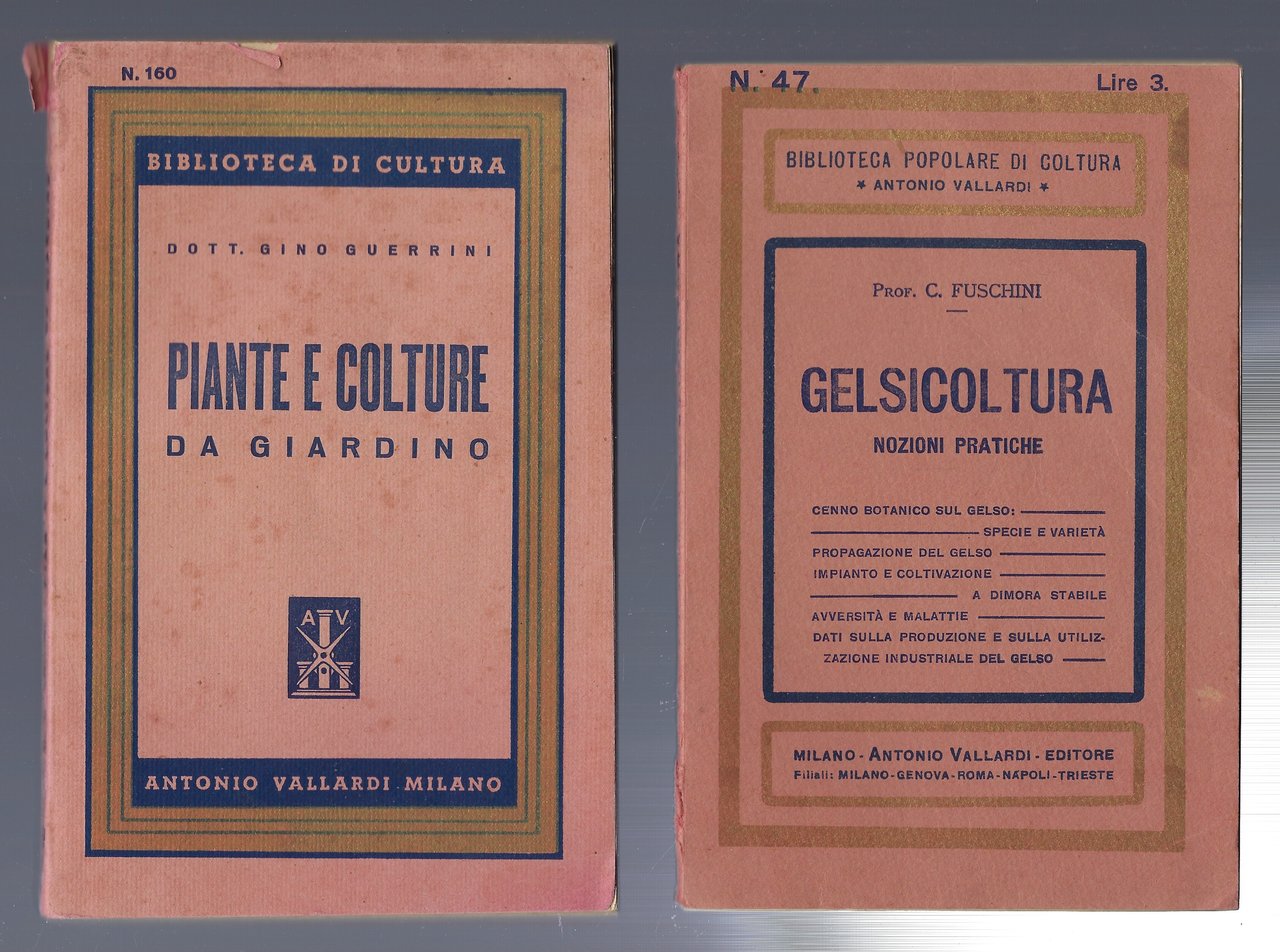 N. 160
BIBLIOTECA DI CULTURA
DOTT. GINO GUERRINI
PIANTE E COLTURE
DA GIARDINO
A V
ANTONIO VALLARDI MILANO
N. 47.
Lire 3.
BIBLIOTECA POPOLARE DI COLTURA
★ ANTONIO VALLARDI ★
PROF. C. FUSCHINI
GELSICOLTURA
NOZIONI PRATICHE
CENNO BOTANICO SUL GELSO:
SPECIE E VARIETÀ
PROPAGAZIONE DEL GELSO
IMPIANTO E COLTIVAZIONE
A DIMORA STABILE
AVVERSITÀ E MALATTIE
DATI SULLA PRODUZIONE E SULLA UTILIZ-
ZAZIONE INDUSTRIALE DEL GELSO
MILANO - ANTONIO VALLARDI - EDITORE
Filiali: MILANO-GENOVA-ROMA-NAPOLI-TRIESTE